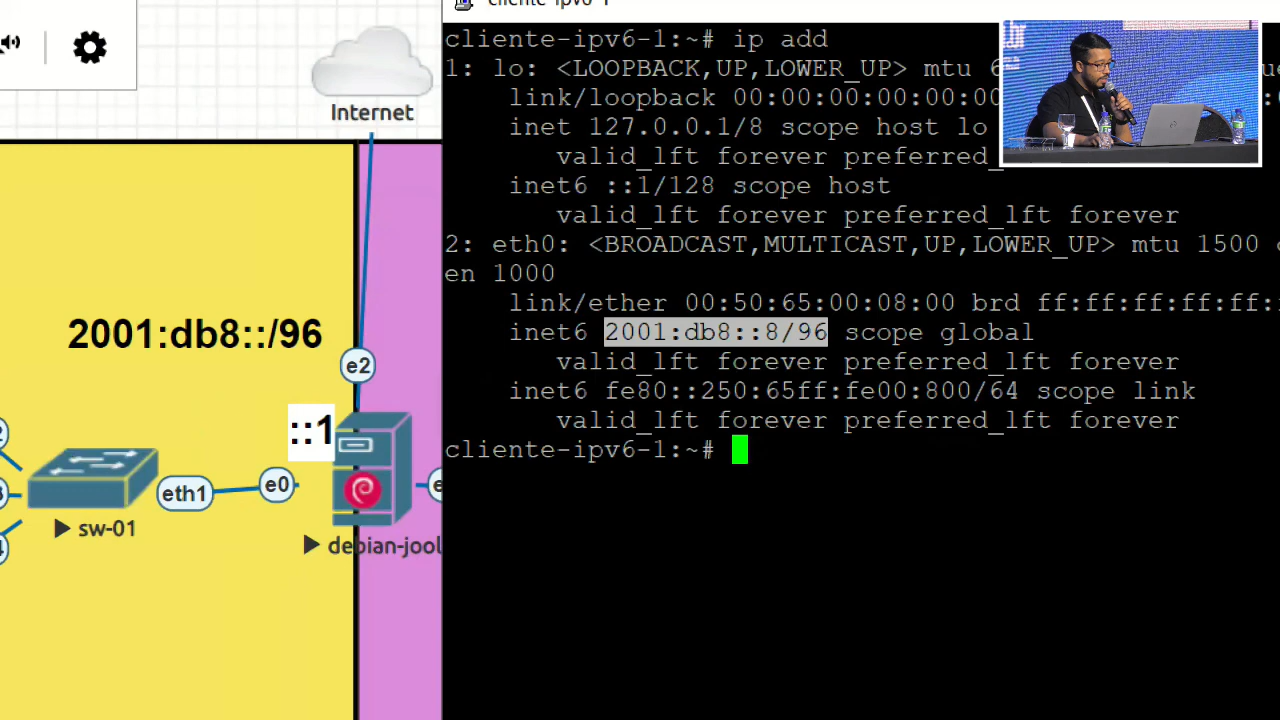 cliente-ipv6-1:~# ip add
1: lo: <LOOPBACK,UP,LOWER_UP> mtu
link/loopback 00:00:00:00:00:
inet 127.0.0.1/8 scope host lo
valid_lft forever preferred_
inet6 ::1/128 scope host
valid_lft forever preferred_lft forever
2: eth0: <BROADCAST,MULTICAST,UP,LOWER_UP> mtu 1500
en 1000
link/ether 00:50:65:00:08:00 brd ff:ff:ff:ff:ff:
inet6 2001:db8::8/96 scope global
valid_lft forever preferred_lft forever
inet6 fe80::250:65ff:fe00:800/64 scope link
valid_lft forever preferred_lft forever
cliente-ipv6-1:~#
Internet
2001:db8::/96
e2
::1
eth1
e0
sw-01
debian-jool